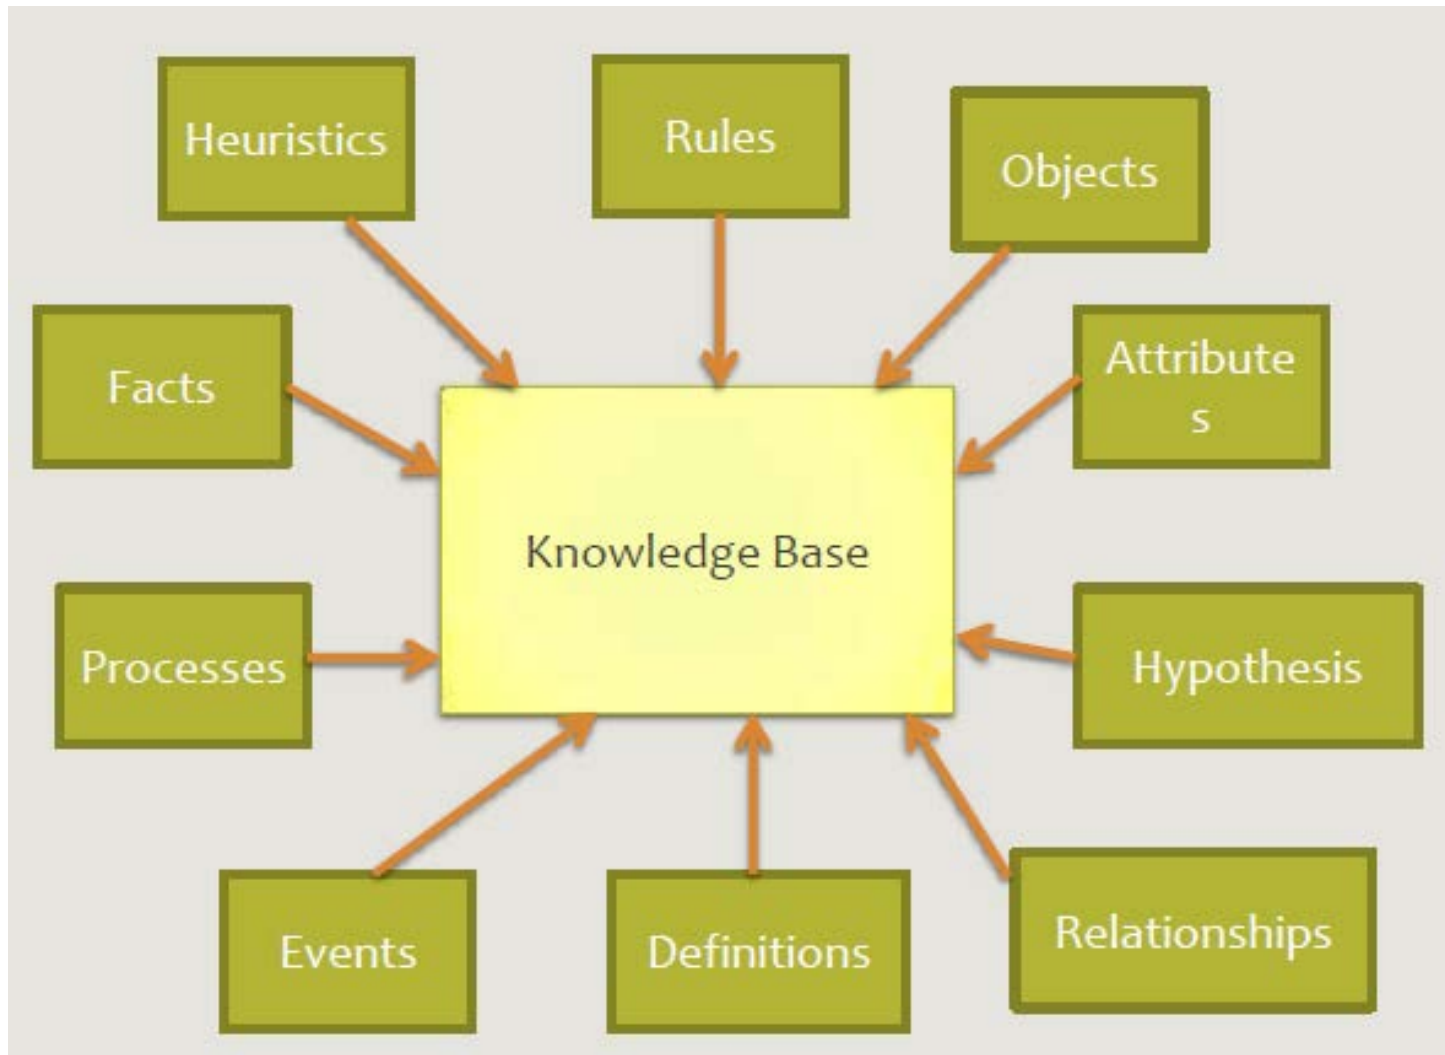 Heuristics
Rules
Objects
Facts
Attribute
s
Knowledge Base
Processes
Hypothesis
Events
Definitions
Relationships